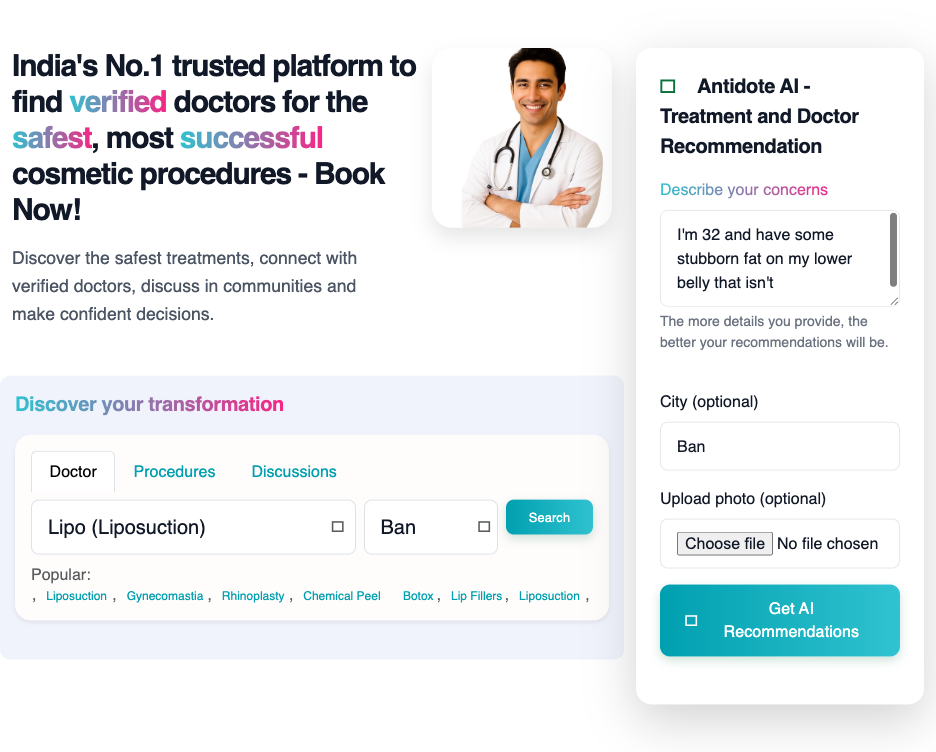 India's No.1 trusted platform to
find verified doctors for the
safest, most successful
cosmetic procedures - Book
Now!
Discover the safest treatments, connect with
verified doctors, discuss in communities and
make confident decisions.
Discover your transformation
Doctor Procedures Discussions
Lipo (Liposuction) Ban Search
Popular:
, Liposuction , Gynecomastia , Rhinoplasty , Chemical Peel Botox , Lip Fillers , Liposuction ,
Antidote AI -
Treatment and Doctor
Recommendation
Describe your concerns
I'm 32 and have some
stubborn fat on my lower
belly that isn't
The more details you provide, the
better your recommendations will be.
City (optional)
Ban
Upload photo (optional)
Choose file No file chosen
Get AI
Recommendations